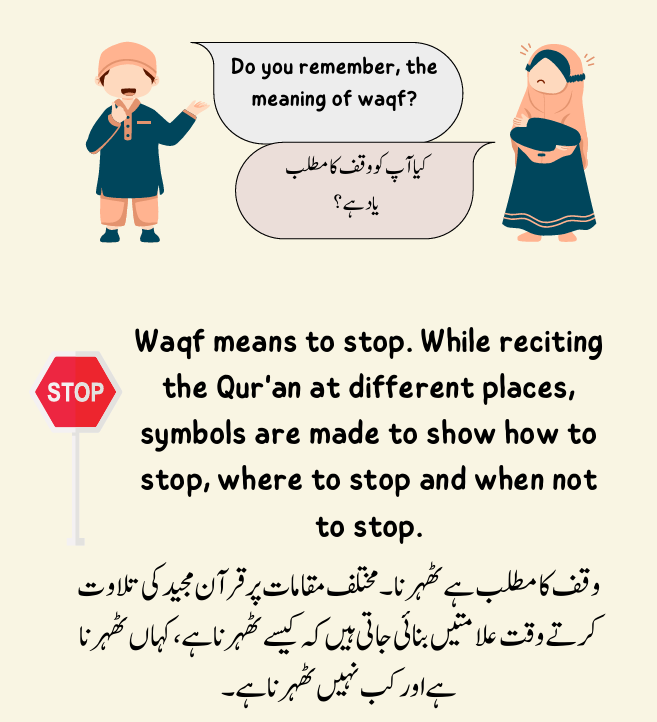 Do you remember, the
meaning of waqf?
کیا آپ کو وقف کا مطلب
یاد ہے؟
Waqf means to stop. While reciting
STOP
the Qur'an at different places,
symbols are made to show how to
stop, where to stop and when not
to stop.
وقف کا مطلب ہے ٹھہرنا۔ مختلف مقامات پر قرآن مجید کی تلاوت
کرتے وقت علامتیں بنائی جاتی ہیں کہ کیسے ٹھہرنا ہے، کہاں ٹھہرنا
ہے اور کب نہیں ٹھہرنا ہے۔